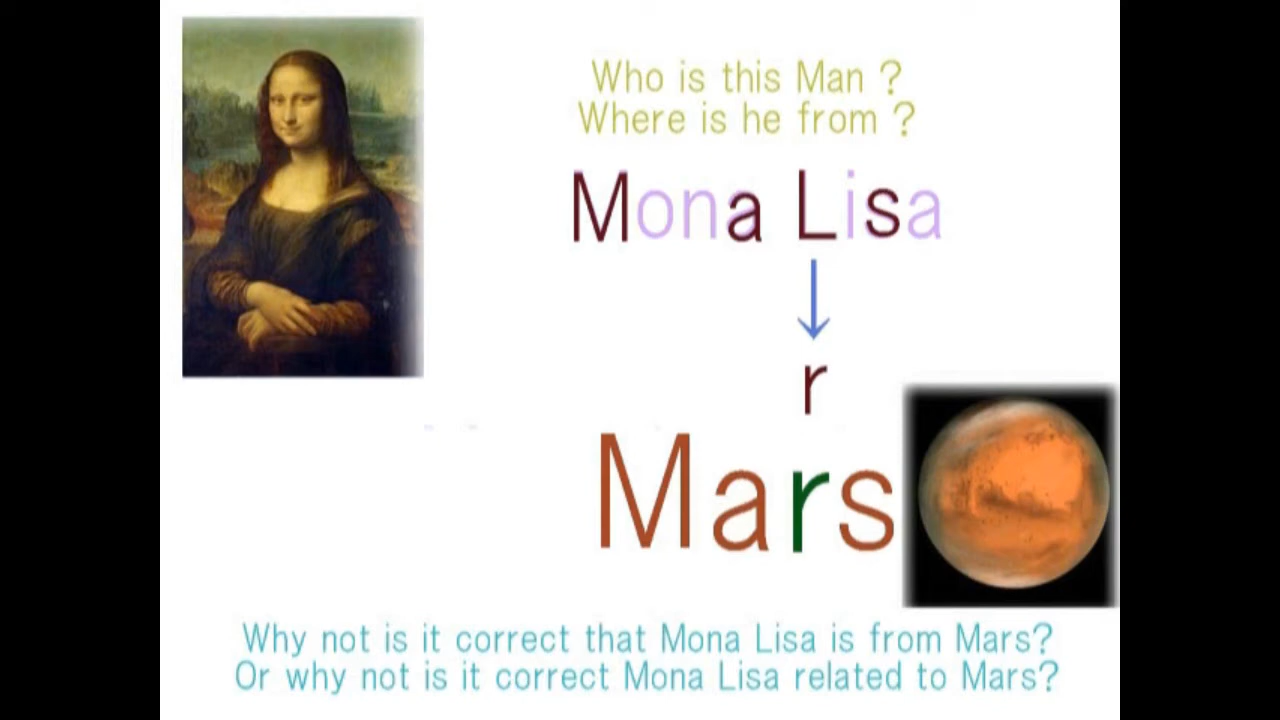 Who is this Man ?
Where is he from ?
Mona Lisa
r
Mars
Why not is it correct that Mona Lisa is from Mars?
Or why not is it correct Mona Lisa related to Mars?